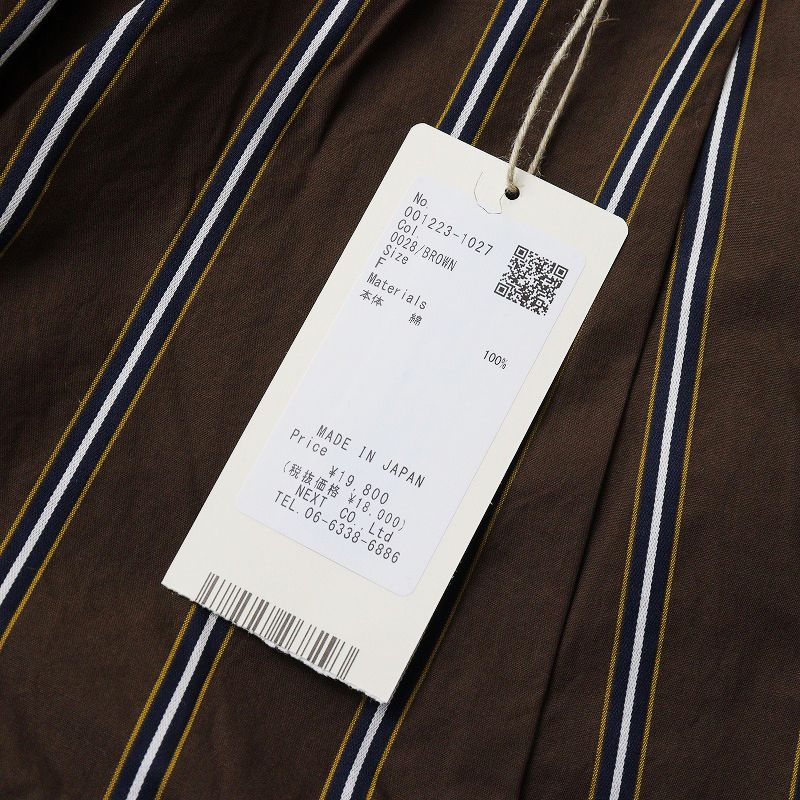 No.
001223-1027
Col.
0028/BROWN
Size
F
Materials
本体 綿
100%
MADE IN JAPAN
Price
¥19,800
(税抜価格 ¥18,000)
NEXT CO,Ltd
TEL.06-6338-6886